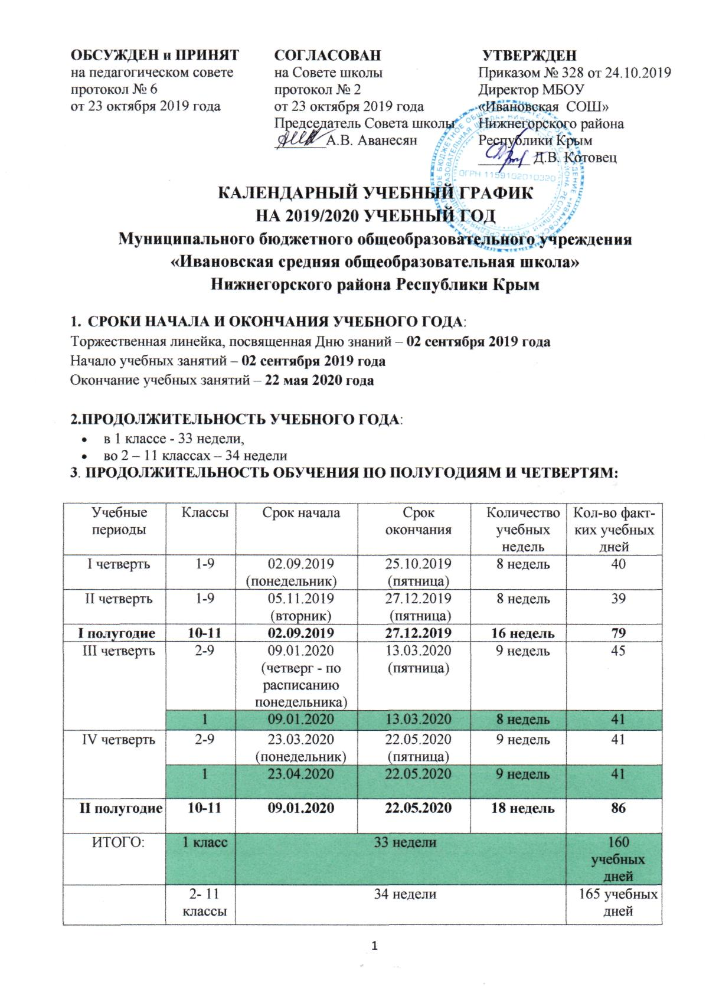 ОБСУЖДЕН и ПРИНЯТ
на педагогическом совете
протокол № 6
от 23 октября 2019 года
СОГЛАСОВАН
на Совете школы
протокол № 2
от 23 октября 2019 года
Председатель Совета школы
А.В. Аванесян
УТВЕРЖДЕН
Приказом № 328 от 24.10.2019
Директор МБОУ
«Ивановская СОШ»
Нижнегорского района
Республики Крым
Д.В. Котовец
ОГРН 1159102010320
КАЛЕНДАРНЫЙ УЧЕБНЫЙ ГРАФИК
НА 2019/2020 УЧЕБНЫЙ ГОД
Муниципального бюджетного общеобразовательного учреждения
«Ивановская средняя общеобразовательная школа»
Нижнегорского района Республики Крым
1. СРОКИ НАЧАЛА И ОКОНЧАНИЯ УЧЕБНОГО ГОДА:
Торжественная линейка, посвященная Дню знаний – 02 сентября 2019 года
Начало учебных занятий – 02 сентября 2019 года
Окончание учебных занятий – 22 мая 2020 года
2.ПРОДОЛЖИТЕЛЬНОСТЬ УЧЕБНОГО ГОДА:
• в 1 классе - 33 недели,
• во 2 – 11 классах – 34 недели
3. ПРОДОЛЖИТЕЛЬНОСТЬ ОБУЧЕНИЯ ПО ПОЛУГОДИЯМ И ЧЕТВЕРТЯМ:
Учебные периоды Классы Срок начала Срок окончания Количество учебных недель Кол-во факт-ких учебных дней
I четверть 1-9 02.09.2019 (понедельник) 25.10.2019 (пятница) 8 недель 40
II четверть 1-9 05.11.2019 (вторник) 27.12.2019 (пятница) 8 недель 39
I полугодие 10-11 02.09.2019 27.12.2019 16 недель 79
III четверть 2-9 09.01.2020 (четверг - по расписанию понедельника) 13.03.2020 (пятница) 9 недель 45
1 09.01.2020 13.03.2020 8 недель 41
IV четверть 2-9 23.03.2020 (понедельник) 22.05.2020 (пятница) 9 недель 41
1 23.04.2020 22.05.2020 9 недель 41
II полугодие 10-11 09.01.2020 22.05.2020 18 недель 86
ИТОГО: 1 класс 33 недели 160 учебных дней
2- 11 классы 34 недели 165 учебных дней
1